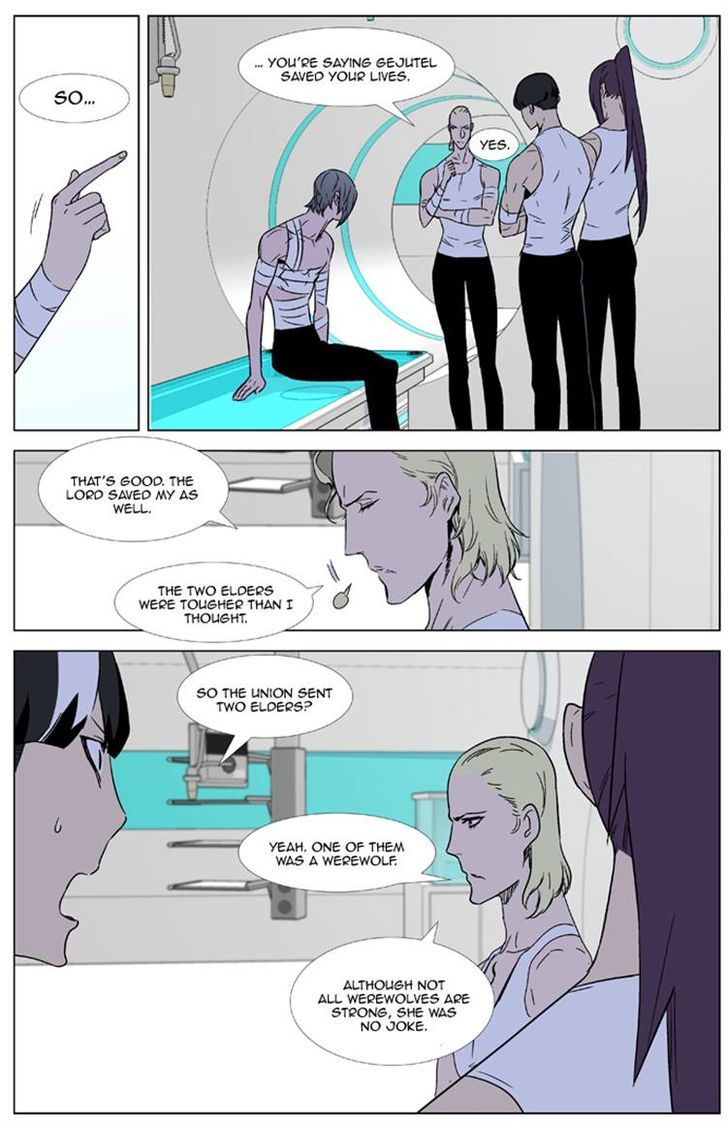 SO...
... YOU'RE SAYING GEJUTEL
SAVED YOUR LIVES.
YES.
THAT'S GOOD. THE
LORD SAVED MY AS
WELL.
THE TWO ELDERS
WERE TOUGHER THAN I
THOUGHT.
SO THE UNION SENT
TWO ELDERS?
YEAH. ONE OF THEM
WAS A WEREWOLF.
ALTHOUGH NOT
ALL WEREWOLVES ARE
STRONG, SHE WAS
NO JOKE.